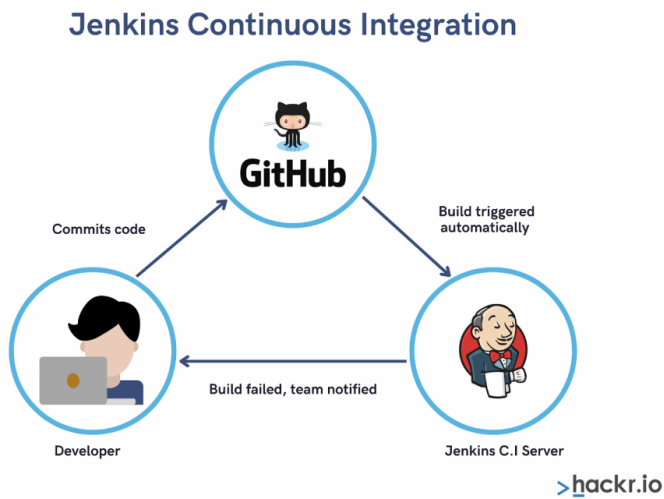 Jenkins Continuous Integration
GitHub
Commits code
Build triggered
automatically
Build failed, team notified
Developer
Jenkins C.I Server
>hackr.io